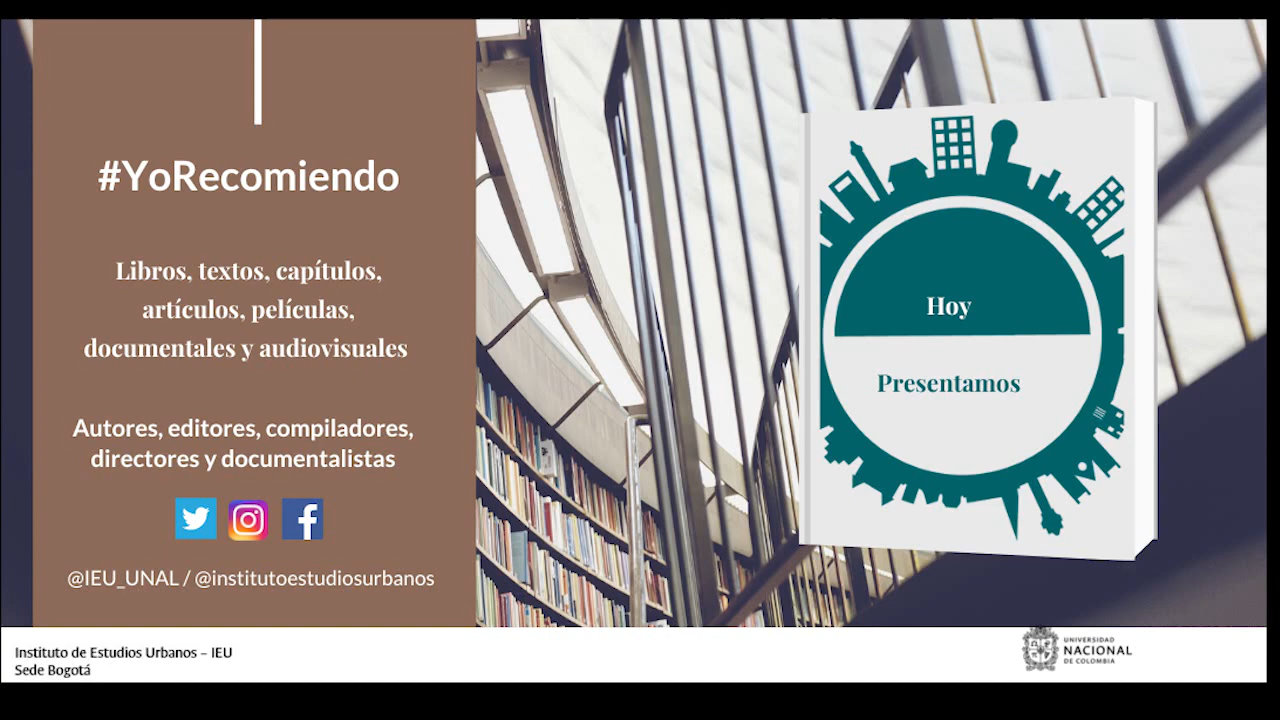 #YoRecomiendo
Libros, textos, capítulos,
artículos, películas,
documentales y audiovisuales
Autores, editores, compiladores,
directores y documentalistas
@IEU_UNAL / @institutoestudiosurbanos
Hoy
Presentamos
Instituto de Estudios Urbanos – IEU
Sede Bogotá
UNIVERSIDAD
NACIONAL
DE COLOMBIA